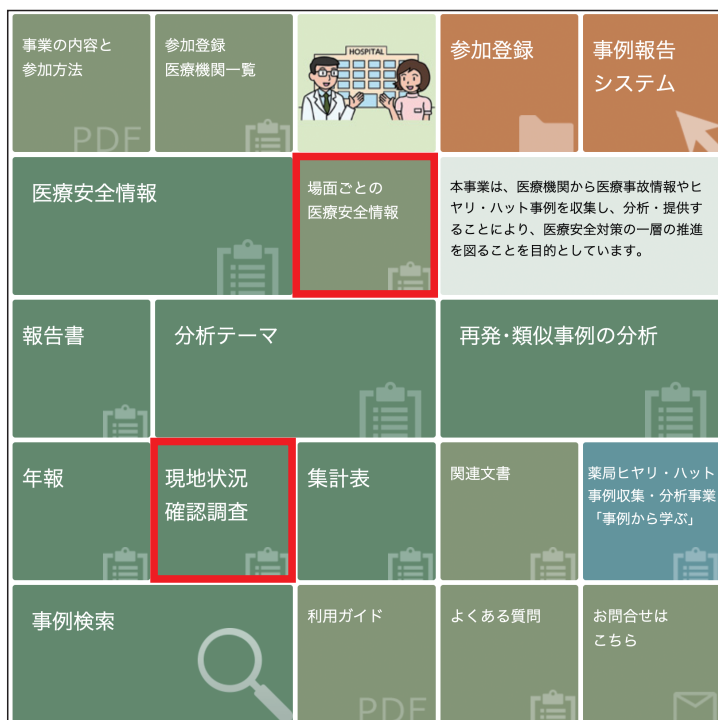 事業の内容と
参加方法
PDF
参加登録
医療機関一覧
HOSPITAL
参加登録
事例報告
システム
医療安全情報
場面ごとの
医療安全情報
本事業は、医療機関から医療事故情報やヒ
ヤリ・ハット事例を収集し、分析・提供す
ることにより、医療安全対策の一層の推進
を図ることを目的としています。
報告書
分析テーマ
再発・類似事例の分析
年報
現地状況
確認調査
集計表
関連文書
薬局ヒヤリ・ハット
事例収集・分析事業
「事例から学ぶ」
事例検索
利用ガイド
PDF
よくある質問
お問合せは
こちら